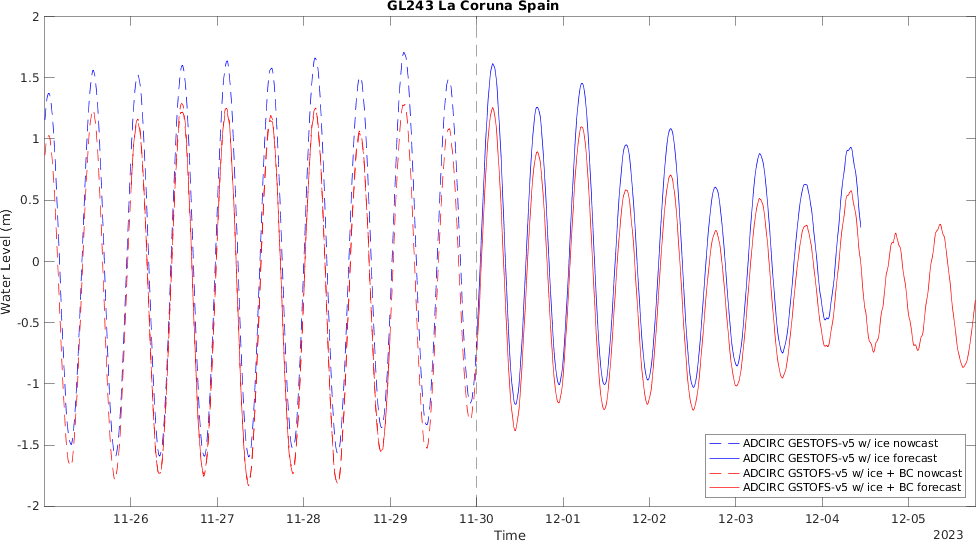 GL243 La Coruna Spain
2
1.5
1
0.5
0
-0.5
-1
-1.5
-2
Water Level (m)
ADCIRC GESTOFS-v5 w/ ice nowcast
ADCIRC GESTOFS-v5 w/ ice forecast
ADCIRC GSTOFS-v5 w/ ice + BC nowcast
ADCIRC GSTOFS-v5 w/ ice + BC forecast
11-26 11-27 11-28 11-29 11-30 12-01 12-02 12-03 12-04 12-05
Time
2023